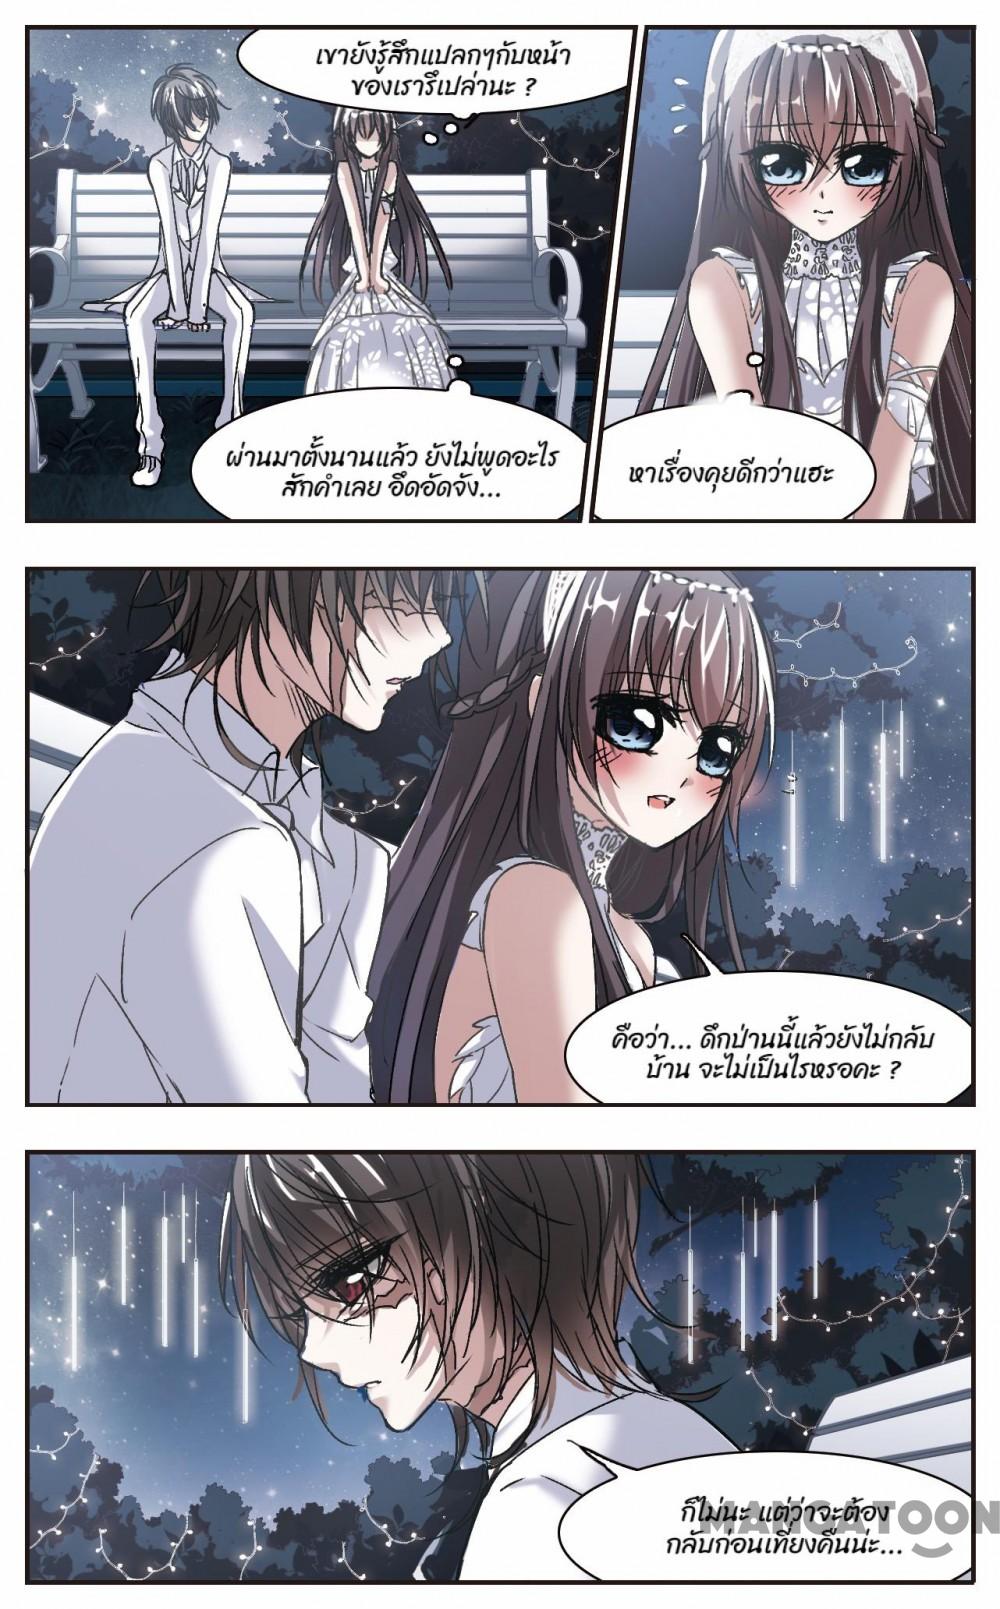 เขายังรู้สึกแปลกๆกับหน้า
ของเรารึเปล่านะ ?
ผ่านมาตั้งนานแล้ว ยังไม่พูดอะไร
สักคำเลย อึดอัดจัง...
หาเรื่องคุยดีกว่าแฮะ
คือว่า... ดึกป่านนี้แล้วยังไม่กลับ
บ้าน จะไม่เป็นไรหรอคะ ?
ก็ไม่นะ แต่ว่าจะต้อง
กลับก่อนเที่ยงคืนน่ะ...
MANGATOON